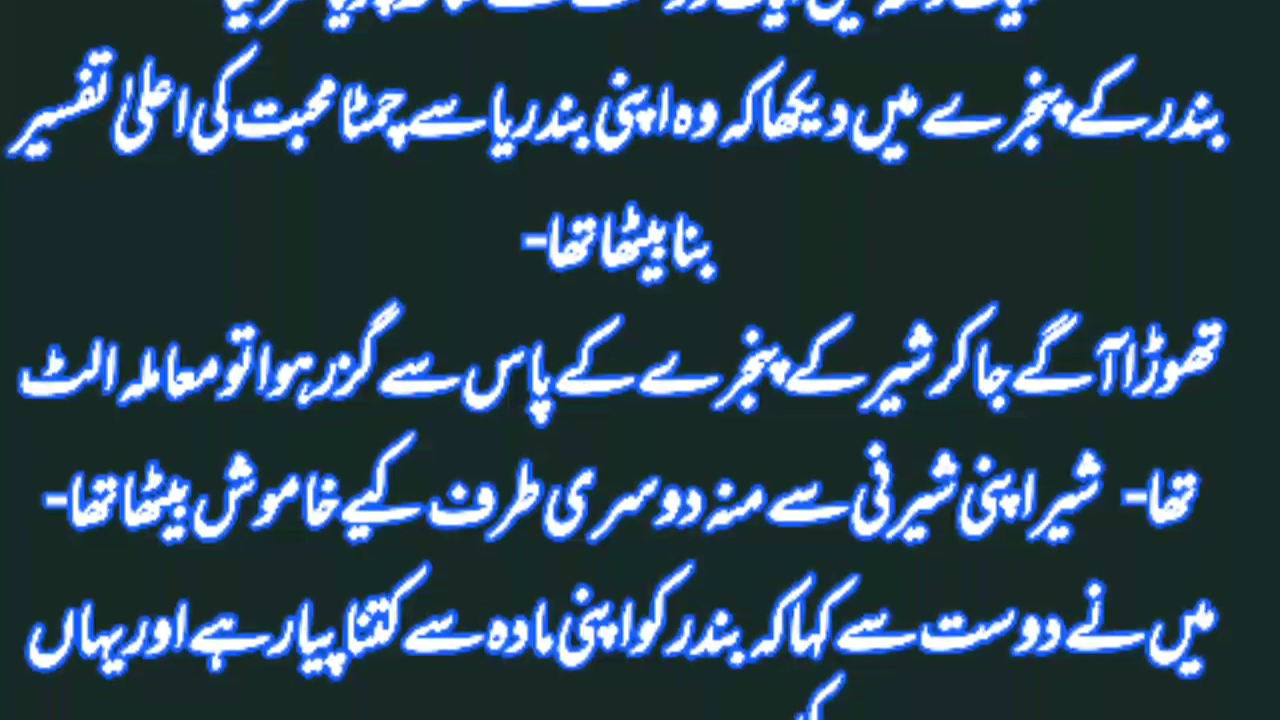 بندر کے پنجرے میں دیکھا کہ وہ اپنی بندریا سے چمٹا محبت کی اعلیٰ تفسیر
بنا بیٹھا تھا-
تھوڑا آگے جا کر شیر کے پنجرے کے پاس سے گزر ہوا تو معاملہ الٹ
تھا- شیر اپنی شیرنی سے منہ دوسری طرف کیے خاموش بیٹھا تھا-
میں نے دوست سے کہا کہ بندر کو اپنی مادہ سے کتنا پیار ہے اور یہاں